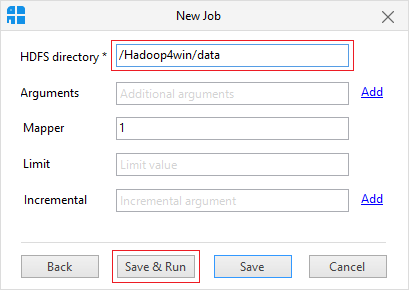 New Job
HDFS directory * /Hadoop4win/data
Arguments Additional arguments Add
Mapper 1
Limit Limit value
Incremental Incremental argument Add
Back Save & Run Save Cancel